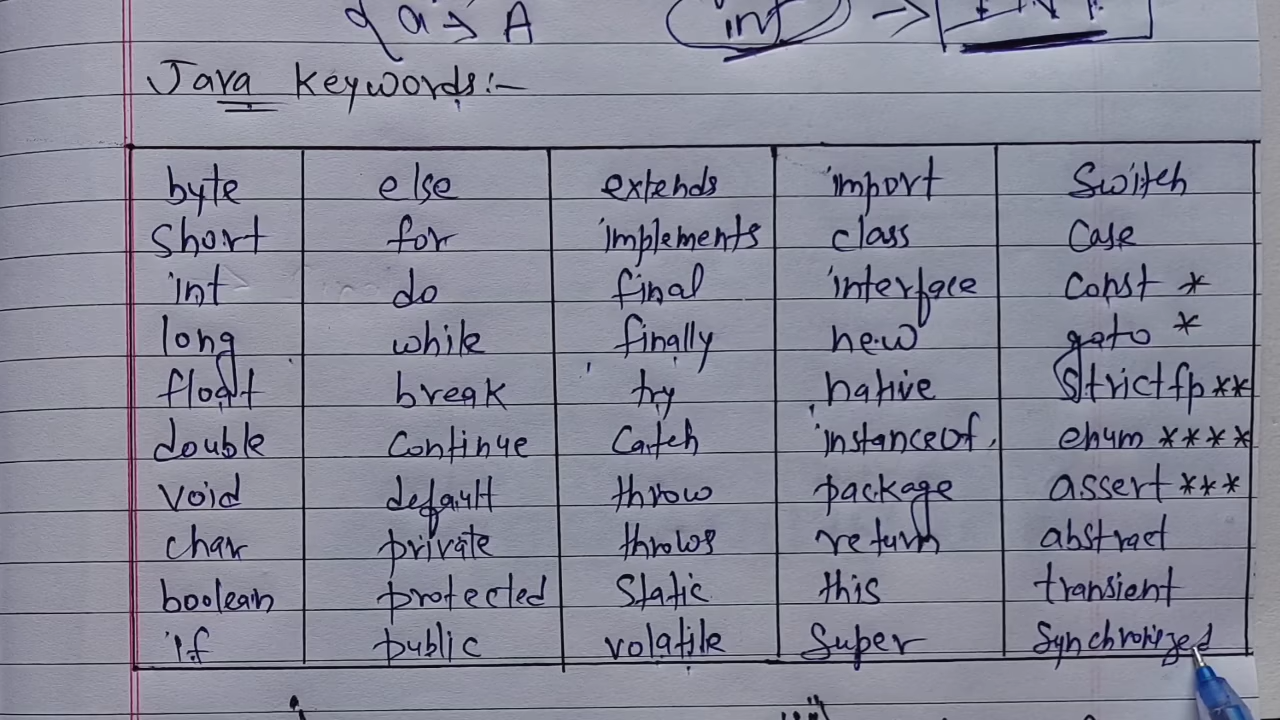 a → A int →
Java Keywords:-
byte else extends import Switch
Short for implements class Case
int do final interface Const *
long while finally new goto *
float break try native Strictfp **
double Continue Catch instanceof enum ****
void default throw package assert ***
char private throws return abstract
boolean protected Static this transient
if public volatile Super Synchronized